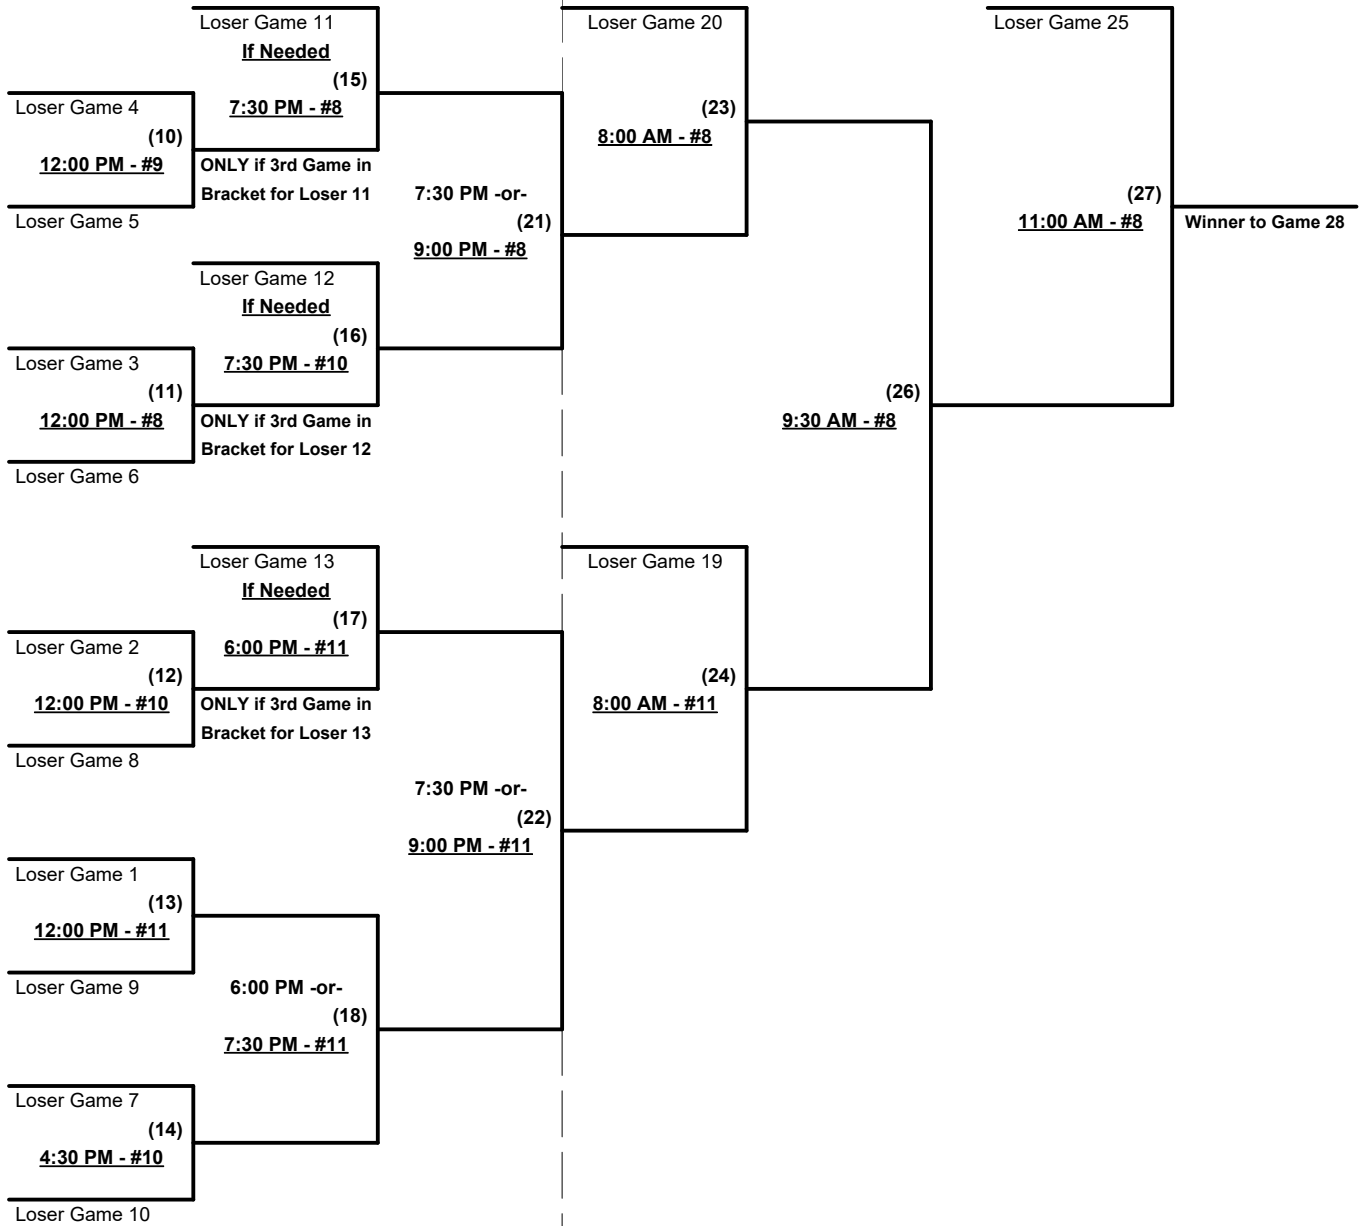 Loser Game 11
If Needed
(15)
7:30 PM - #8
Loser Game 4
(10)
12:00 PM - #9
ONLY if 3rd Game in
Bracket for Loser 11
Loser Game 5
Loser Game 12
If Needed
(16)
7:30 PM - #10
Loser Game 3
(11)
12:00 PM - #8
ONLY if 3rd Game in
Bracket for Loser 12
Loser Game 6
7:30 PM -or-
(21)
9:00 PM - #8
Loser Game 20
(23)
8:00 AM - #8
Loser Game 25
(27)
11:00 AM - #8
Winner to Game 28
(26)
9:30 AM - #8
Loser Game 13
If Needed
(17)
6:00 PM - #11
Loser Game 2
(12)
12:00 PM - #10
ONLY if 3rd Game in
Bracket for Loser 13
Loser Game 8
Loser Game 19
(24)
8:00 AM - #11
7:30 PM -or-
(22)
9:00 PM - #11
Loser Game 1
(13)
12:00 PM - #11
Loser Game 9
6:00 PM -or-
(18)
7:30 PM - #11
Loser Game 7
(14)
4:30 PM - #10
Loser Game 10